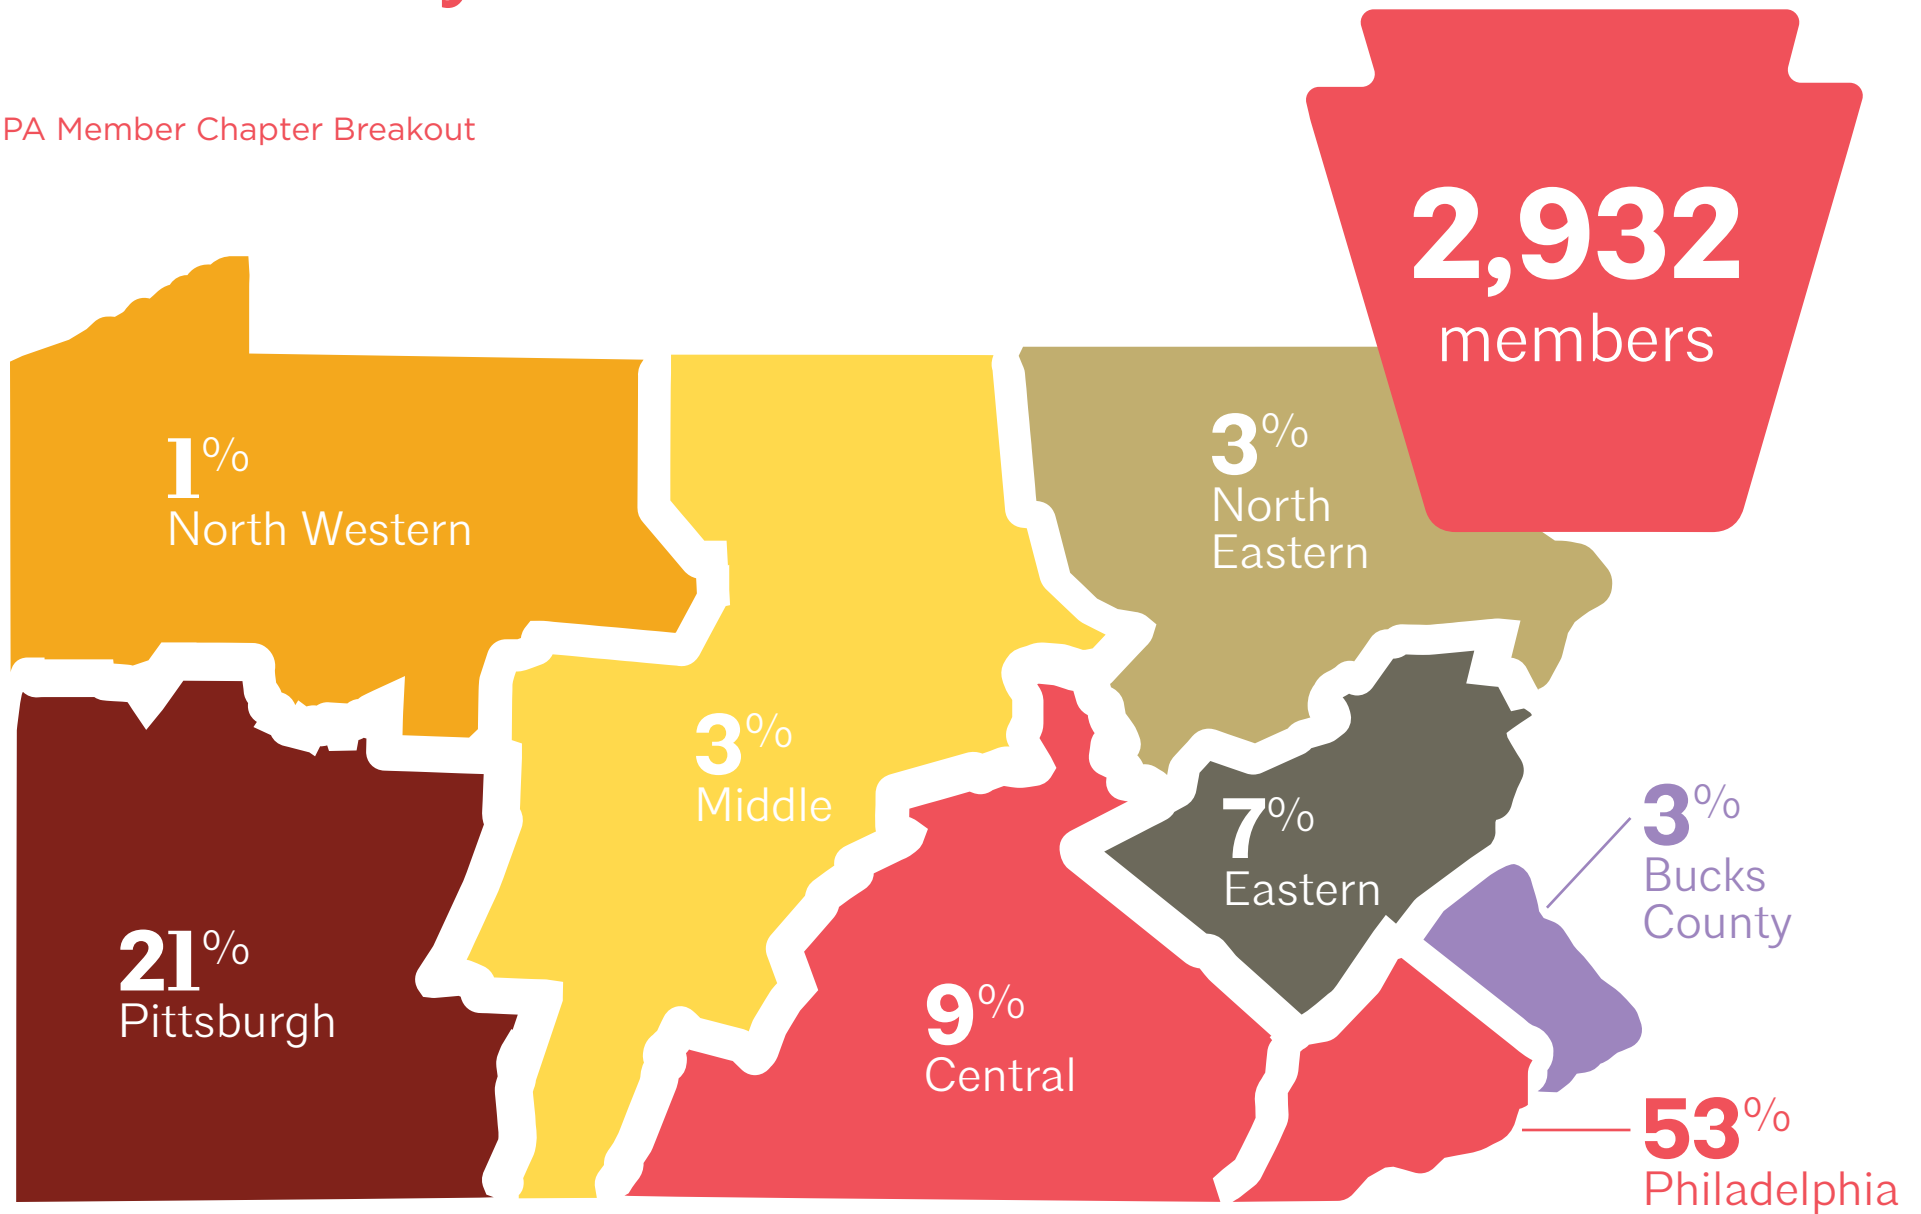 PA Member Chapter Breakout
2,932
members
1%
North Western
3%
North
Eastern
3%
Middle
7%
Eastern
3%
Bucks
County
21%
Pittsburgh
9%
Central
53%
Philadelphia